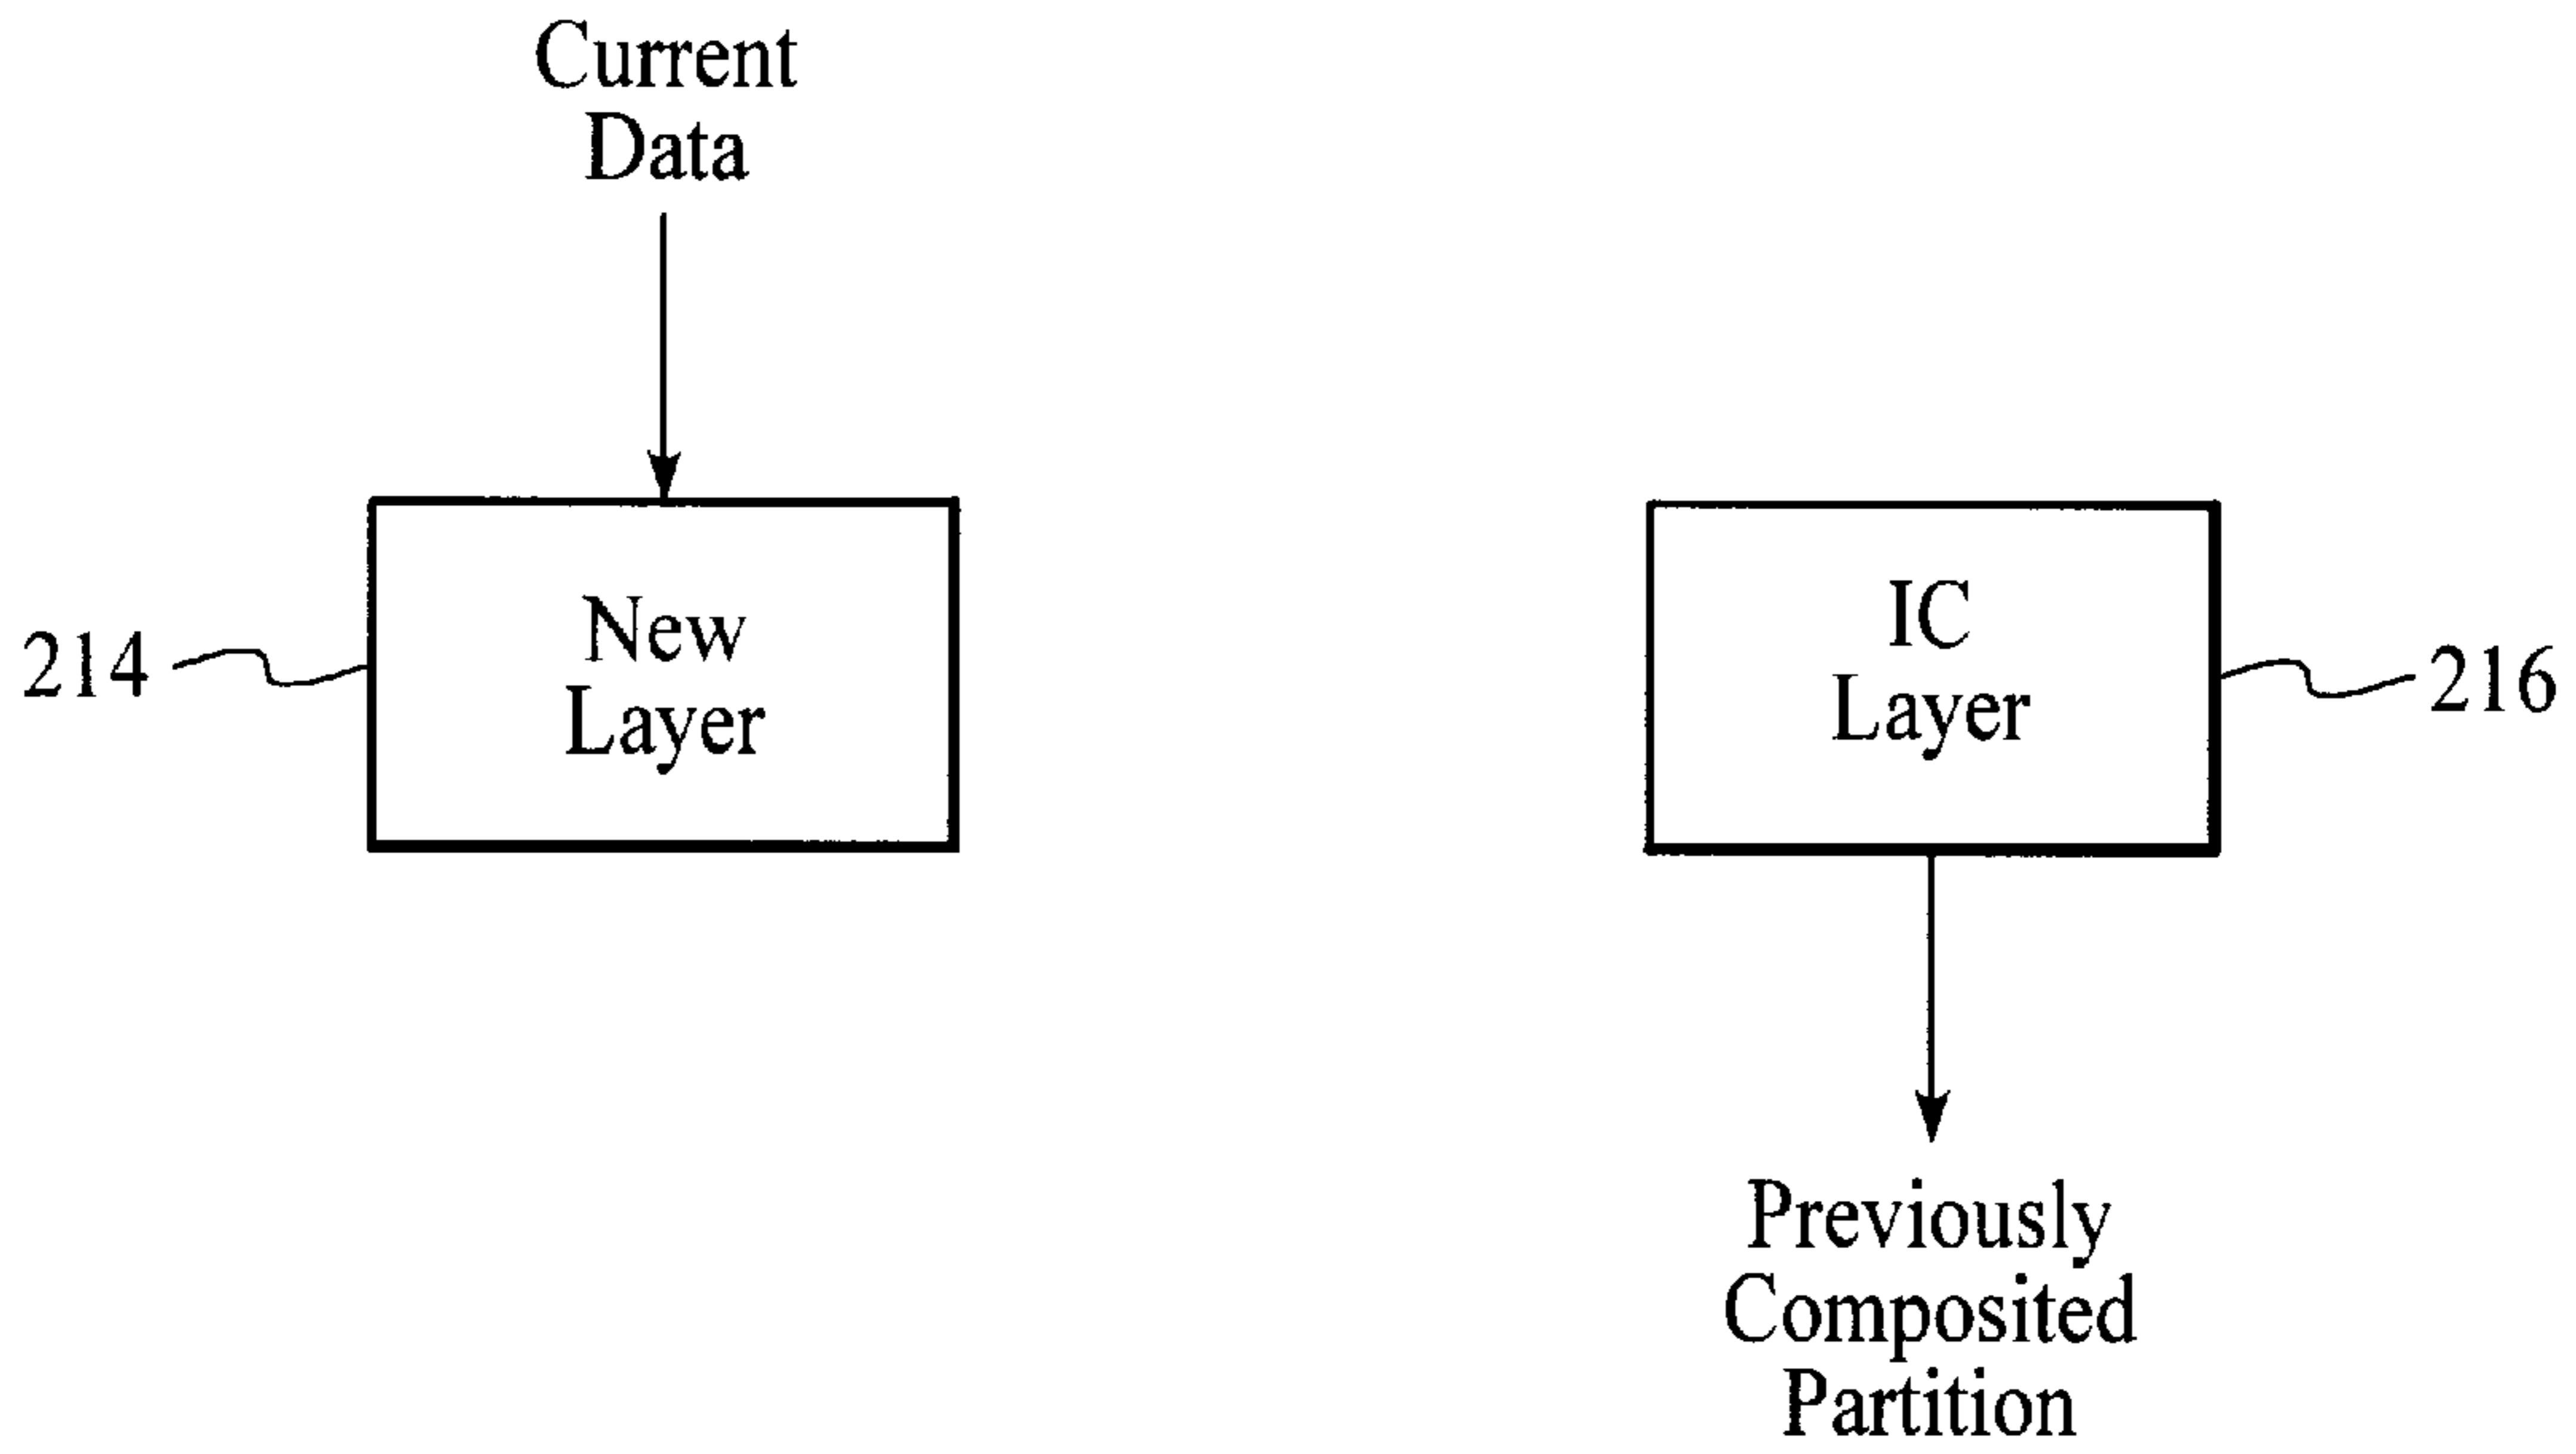 Current
Data
New
Layer
214
IC
Layer
216
Previously
Composited
Partition